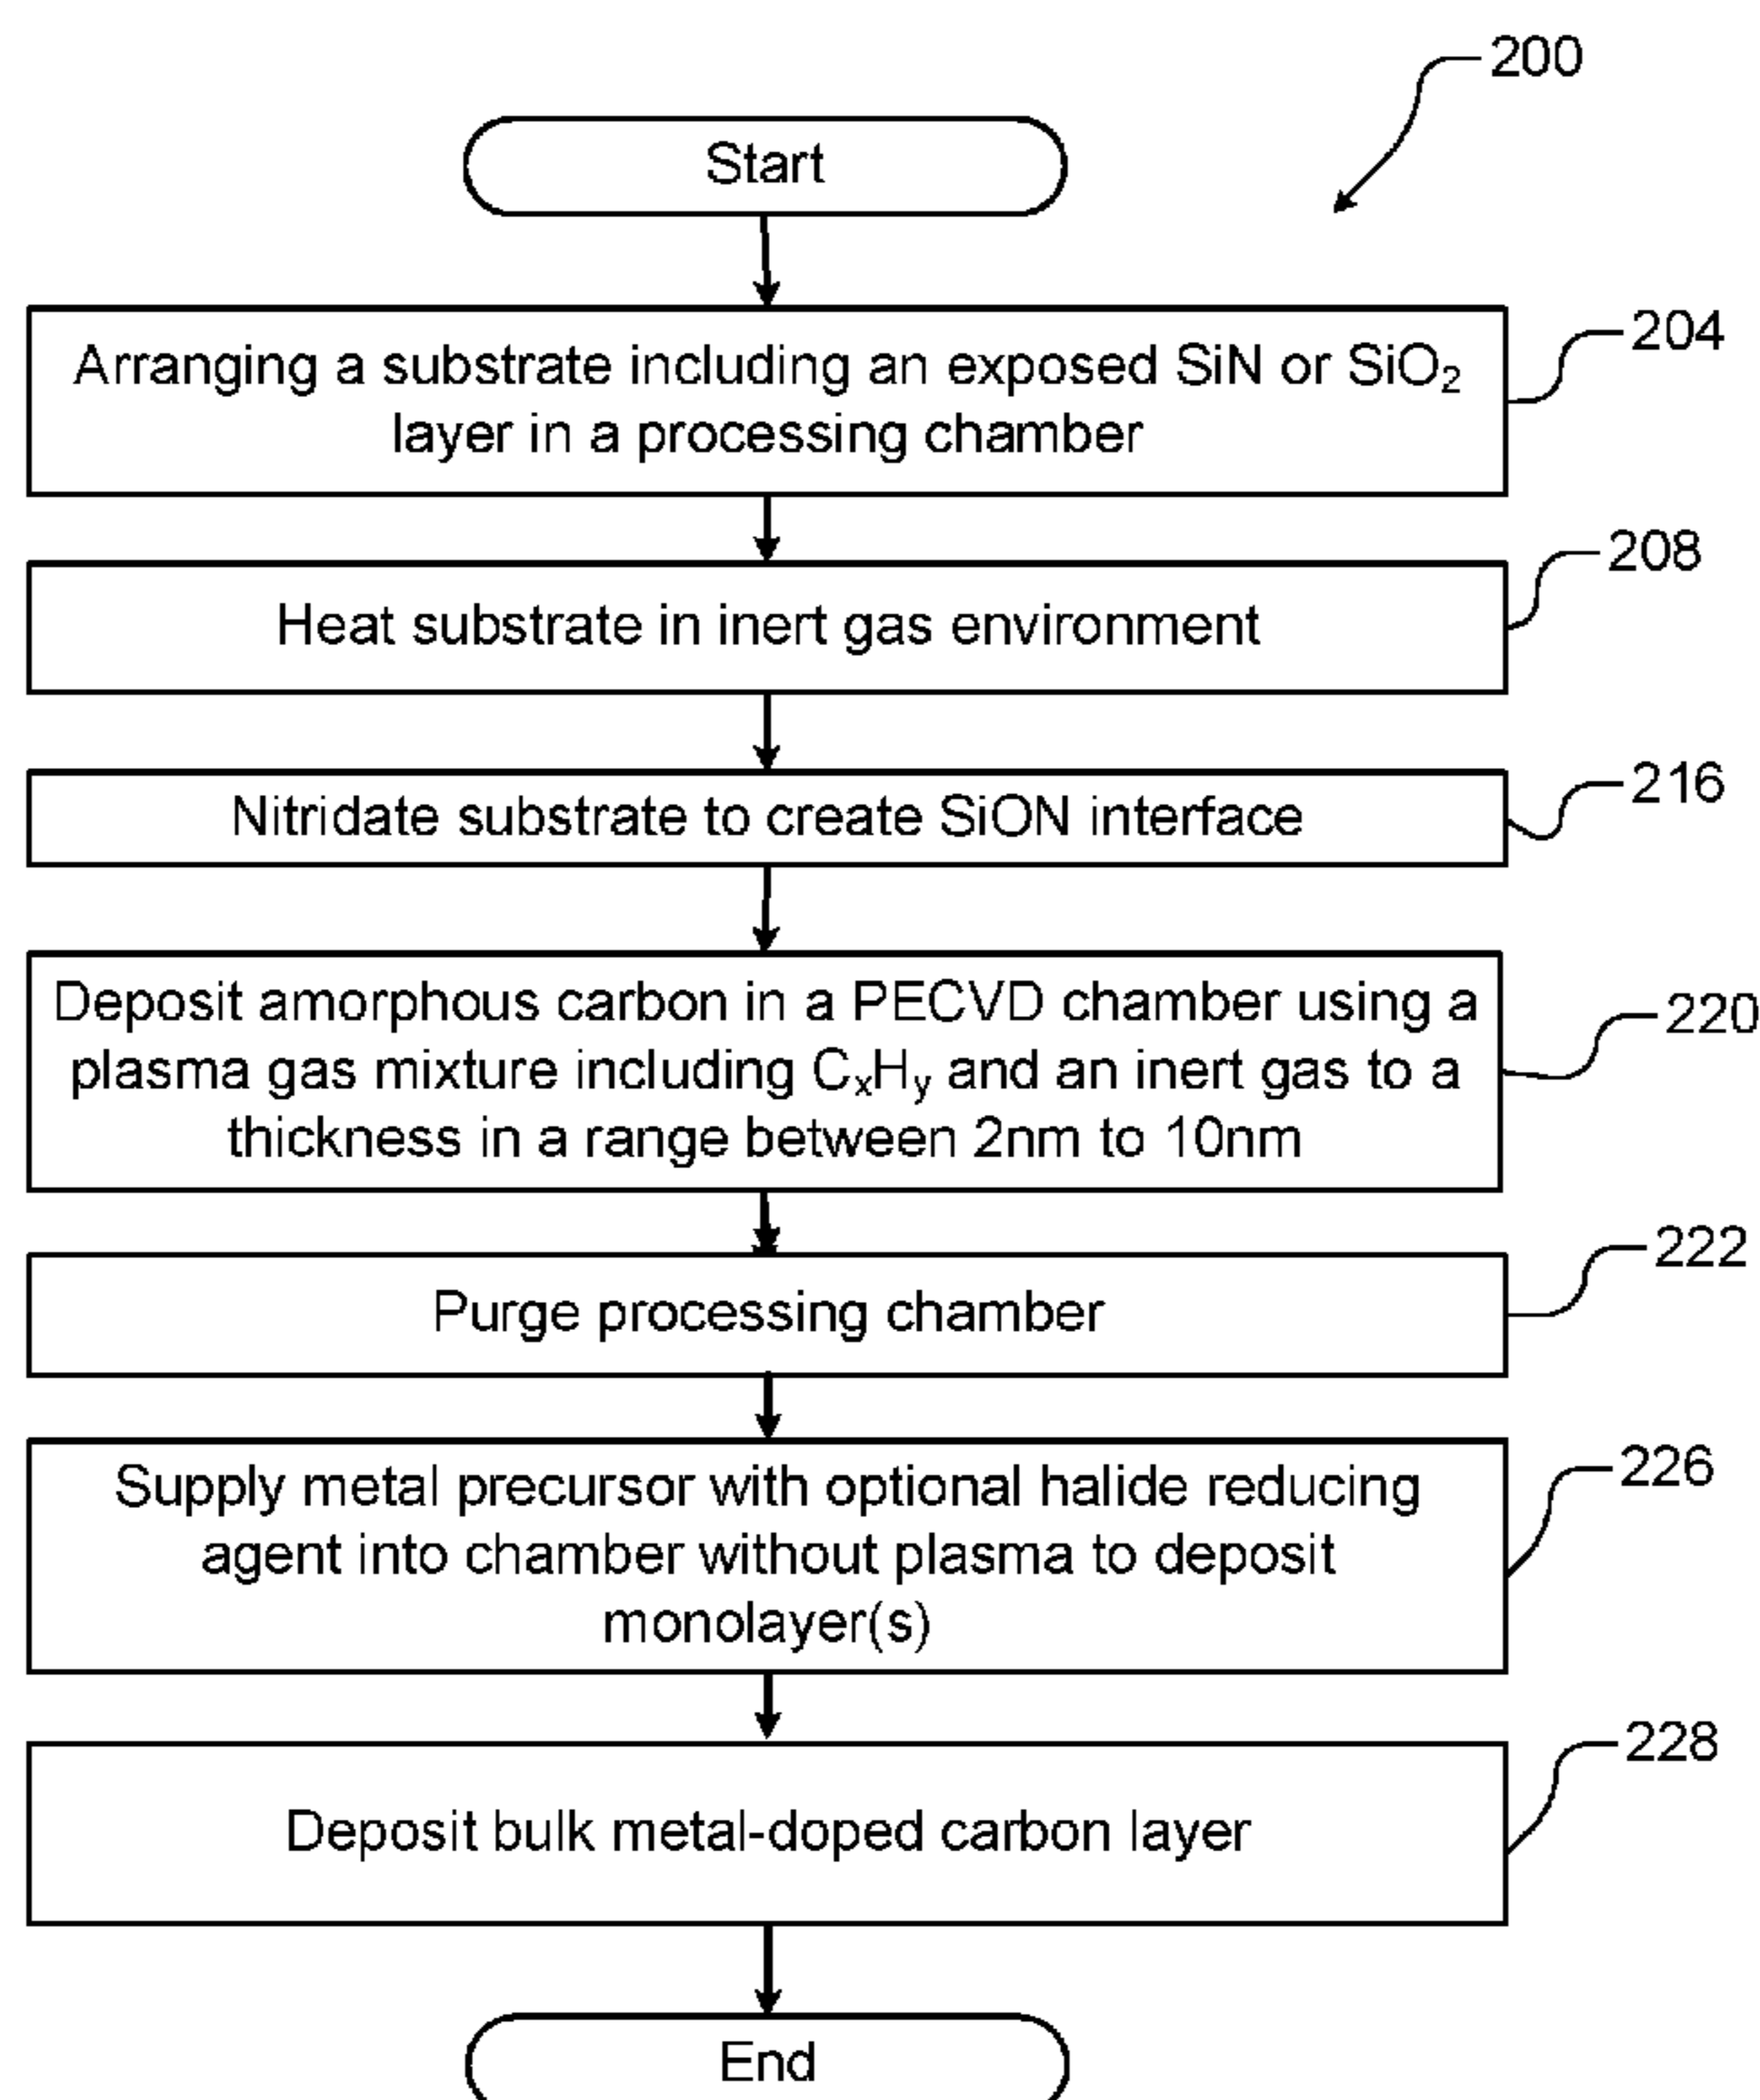 200
Start
Arranging a substrate including an exposed SiN or SiO₂
layer in a processing chamber
204
Heat substrate in inert gas environment
208
Nitridate substrate to create SiON interface
216
Deposit amorphous carbon in a PECVD chamber using a
plasma gas mixture including CₓHᵧ and an inert gas to a
thickness in a range between 2nm to 10nm
220
Purge processing chamber
222
Supply metal precursor with optional halide reducing
agent into chamber without plasma to deposit
monolayer(s)
226
Deposit bulk metal-doped carbon layer
228
End